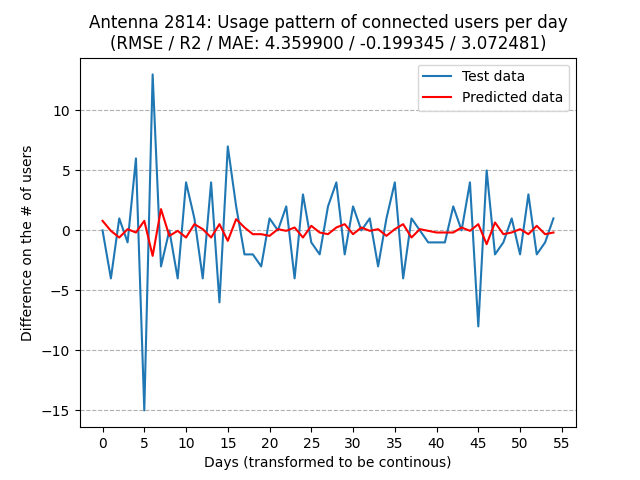 Antenna 2814: Usage pattern of connected users per day
(RMSE / R2 / MAE: 4.359900 / -0.199345 / 3.072481)
Test data
Predicted data
Difference on the # of users
10
5
0
−5
−10
−15
0 5 10 15 20 25 30 35 40 45 50 55
Days (transformed to be continous)